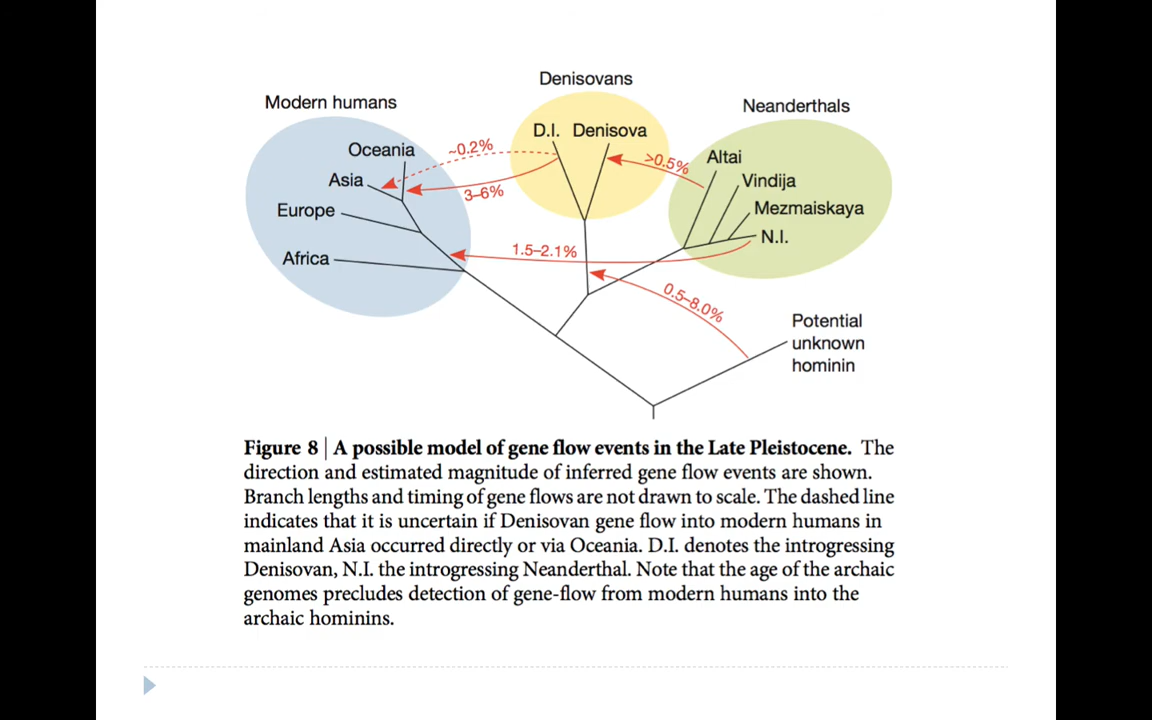 Denisovans
Modern humans
Neanderthals
D.I. Denisova
Oceania
~0.2%
>0.5%
Altai
Asia
3–6%
Vindija
Europe
Mezmaiskaya
N.I.
1.5–2.1%
Africa
0.5–8.0%
Potential
unknown
hominin
Figure 8 | A possible model of gene flow events in the Late Pleistocene. The
direction and estimated magnitude of inferred gene flow events are shown.
Branch lengths and timing of gene flows are not drawn to scale. The dashed line
indicates that it is uncertain if Denisovan gene flow into modern humans in
mainland Asia occurred directly or via Oceania. D.I. denotes the introgressing
Denisovan, N.I. the introgressing Neanderthal. Note that the age of the archaic
genomes precludes detection of gene-flow from modern humans into the
archaic hominins.